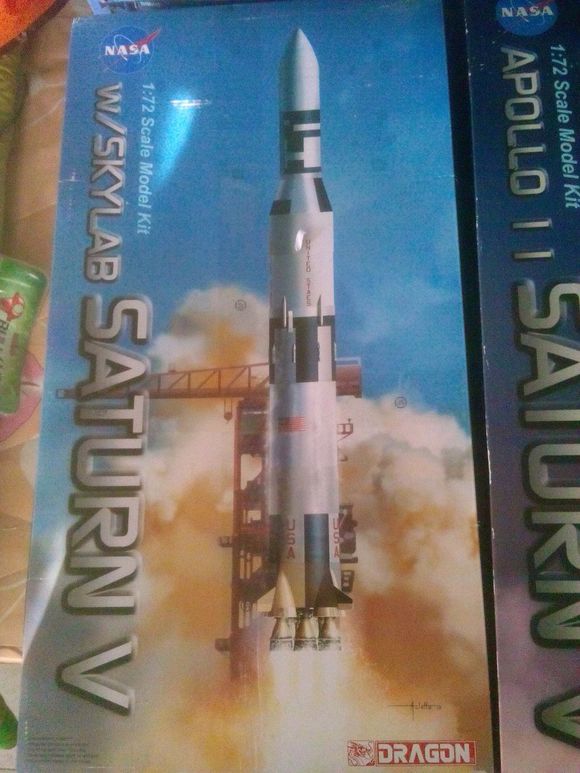 NASA
1:72 Scale Model Kit
W/SKYLAB SATURN V
UNITED STATES
USA
USA
DRAGON
NASA
1:72 Scale Model Kit
APOLLO 11
SATURN V